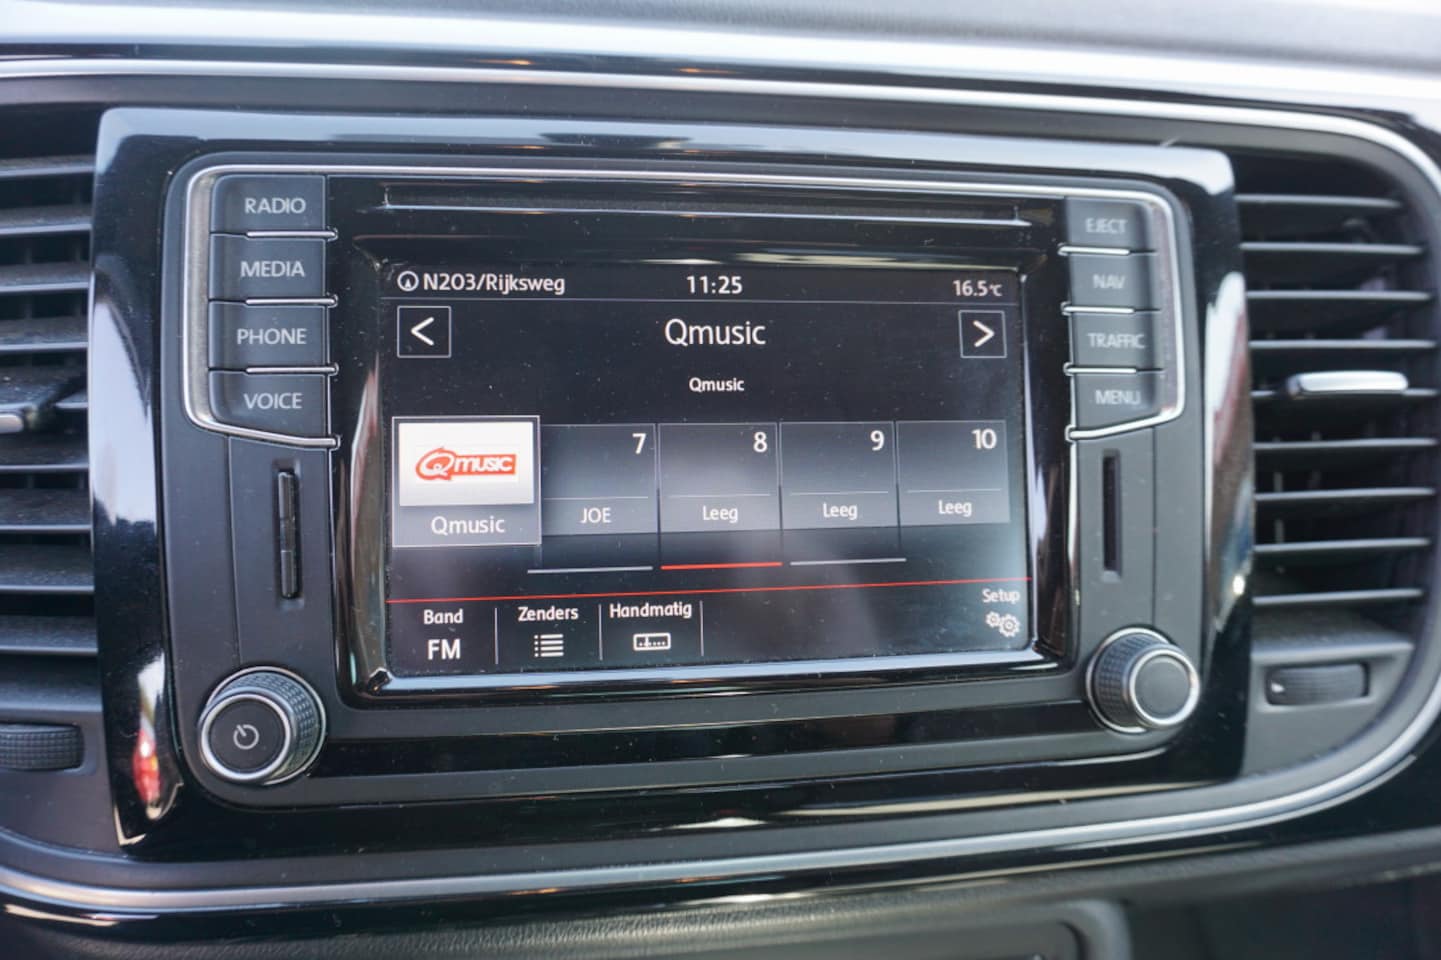 RADIO
MEDIA
PHONE
VOICE
EJECT
NAV
TRAFFIC
MENU
N203/Rijksweg
11:25
16.5°C
<
Qmusic
>
Qmusic
Qmusic
Qmusic
7
JOE
8
Leeg
9
Leeg
10
Leeg
Band
FM
Zenders
Handmatig
Setup